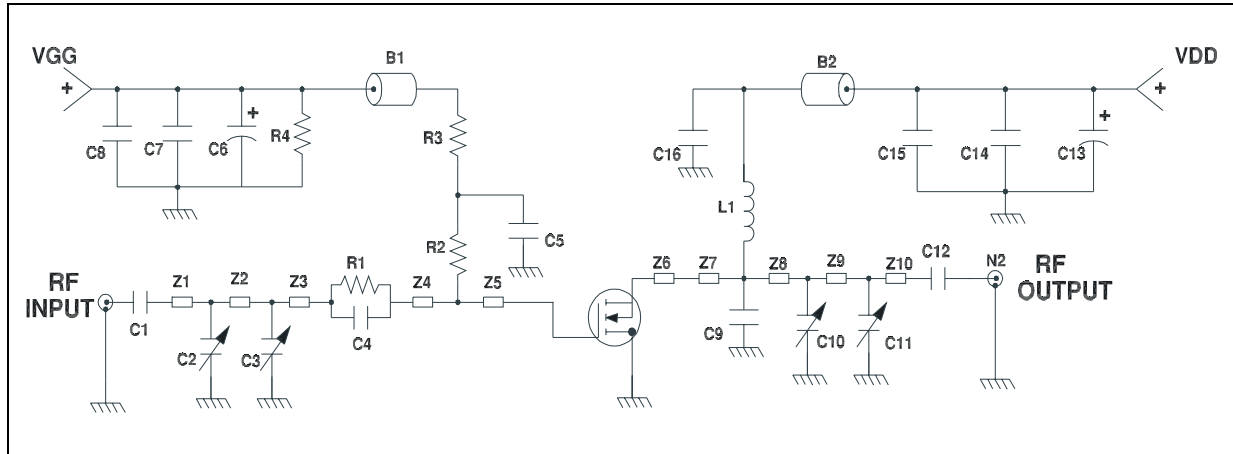 VGG
+
C8
C7
C6
+
R4
B1
R3
R2
C5
B2
VDD
+
C16
L1
C15
C14
C13
+
RF
INPUT
C1
Z1
C2
Z2
C3
Z3
R1
C4
Z4
Z5
Z6
Z7
C9
Z8
C10
Z9
C11
Z10
C12
N2
RF
OUTPUT